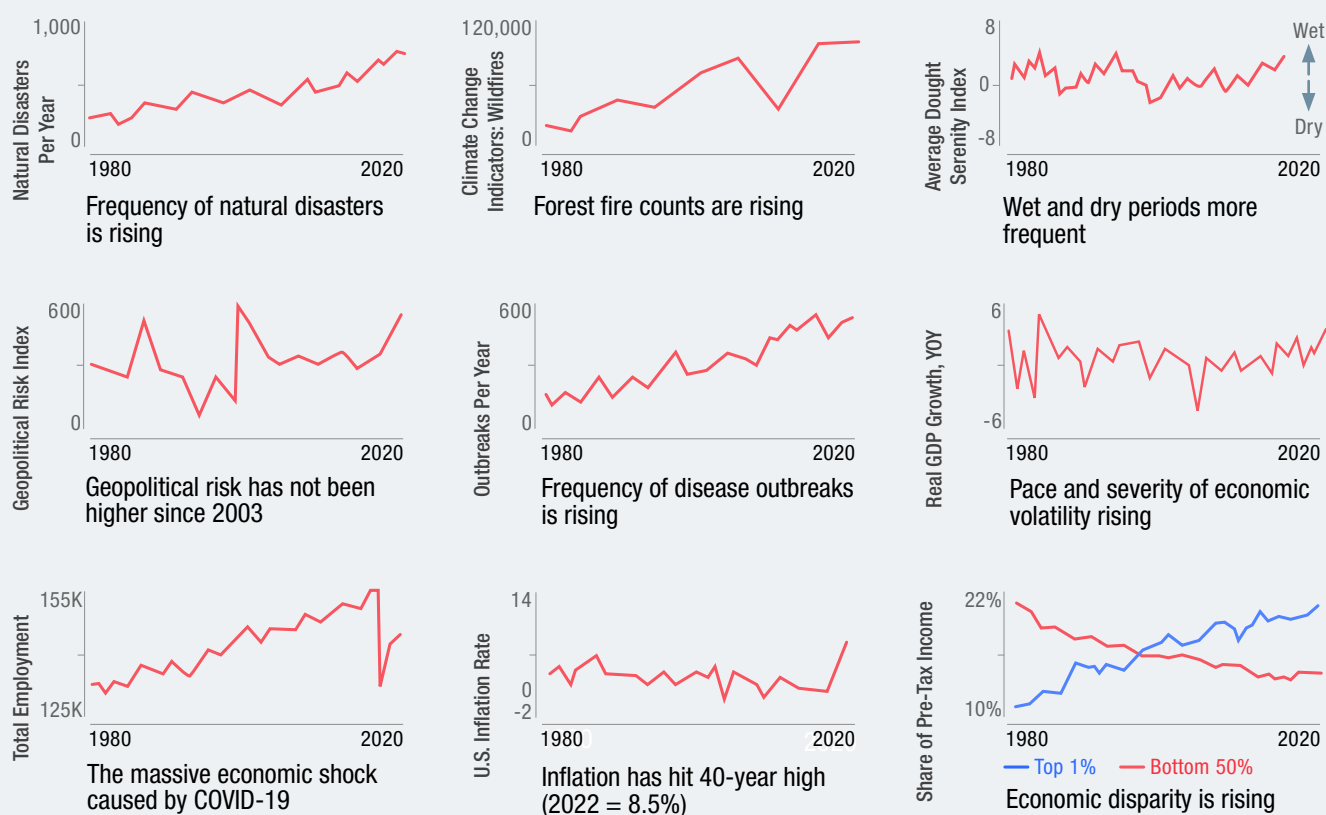 Natural Disasters
Per Year
1,000
0
1980
2020
Frequency of natural disasters
is rising
Climate Change
Indicators: Wildfires
120,000
0
1980
2020
Forest fire counts are rising
Average Dought
Serenity Index
8
0
-8
Wet
Dry
1980
2020
Wet and dry periods more
frequent
Geopolitical Risk Index
600
0
1980
2020
Geopolitical risk has not been
higher since 2003
Outbreaks Per Year
600
0
1980
2020
Frequency of disease outbreaks
is rising
Real GDP Growth, YOY
6
-6
1980
2020
Pace and severity of economic
volatility rising
Total Employment
155K
125K
1980
2020
The massive economic shock
caused by COVID-19
U.S. Inflation Rate
14
0
-2
1980
2020
Inflation has hit 40-year high
(2022 = 8.5%)
Share of Pre-Tax Income
22%
10%
1980
2020
Top 1%
Bottom 50%
Economic disparity is rising